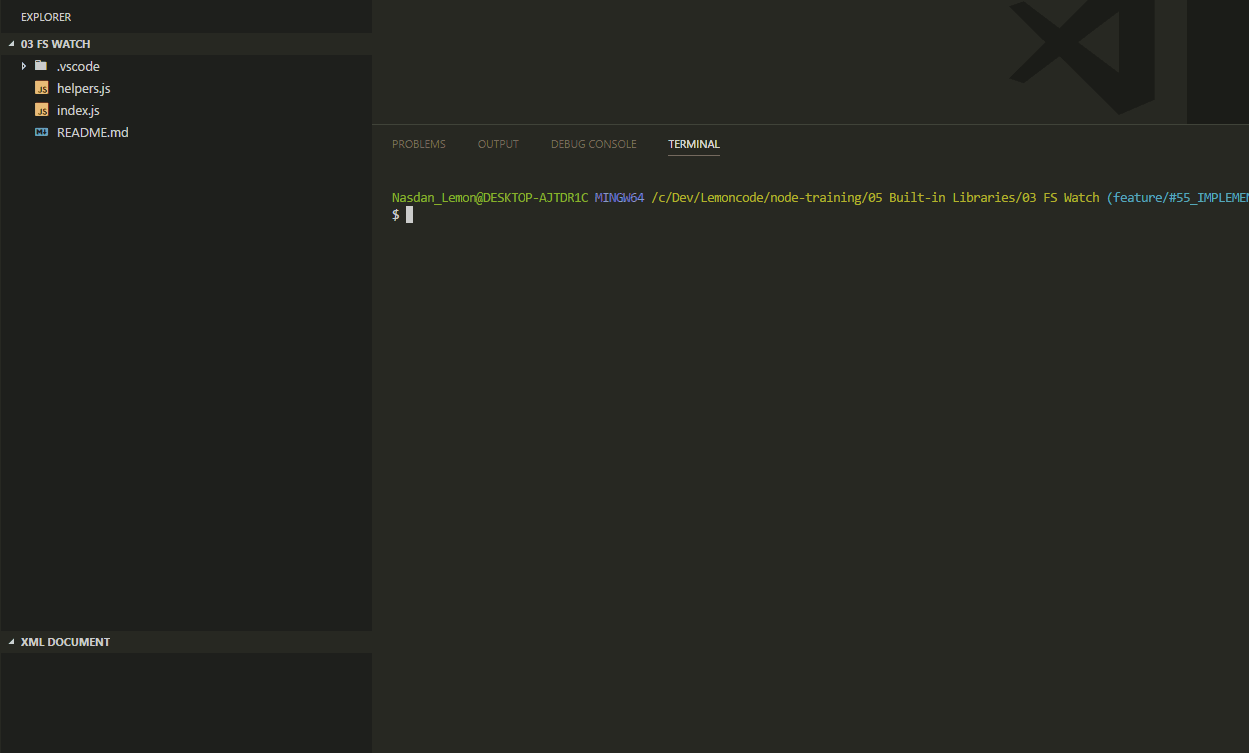 EXPLORER
03 FS WATCH
.vscode
JS helpers.js
JS index.js
README.md
XML DOCUMENT
PROBLEMS OUTPUT DEBUG CONSOLE TERMINAL
Nasdan_Lemon@DESKTOP-AJTDR1C MINGW64 /c/Dev/Lemoncode/node-training/05 Built-in Libraries/03 FS Watch (feature/#55_IMPLEMEN
$